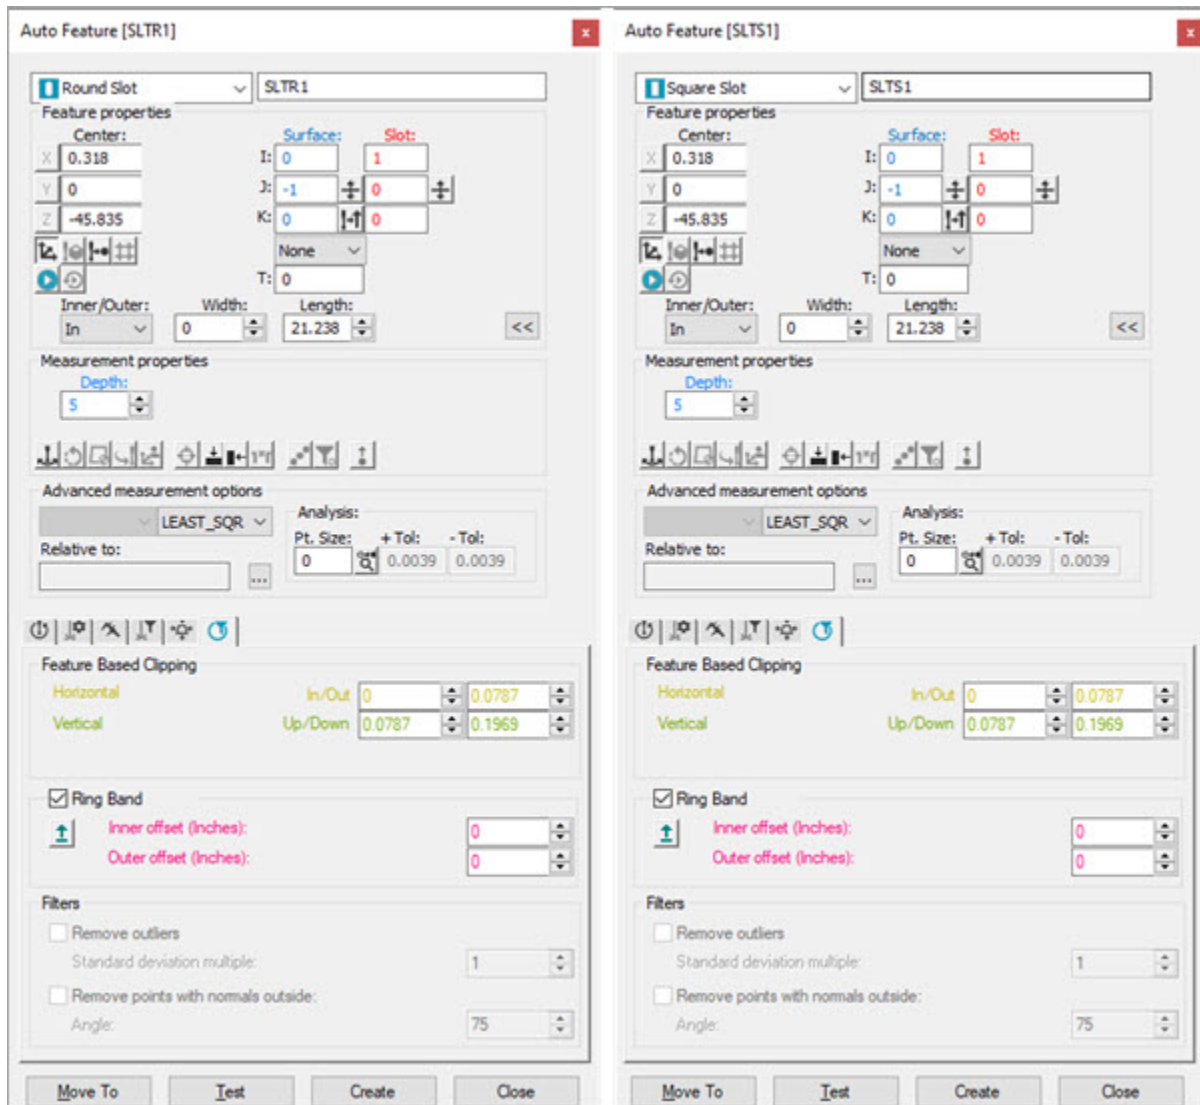 Auto Feature [SLTR1]
x
Round Slot
SLTR1
Feature properties
Center:
Surface:
Slot:
X
0.318
I:
0
1
Y
0
J:
-1
0
Z
-45.835
K:
0
0
None
T:
0
Inner/Outer:
Width:
Length:
In
0
21.238
<<
Measurement properties
Depth:
5
Advanced measurement options
LEAST_SQR
Analysis:
Pt. Size:
+ Tol:
- Tol:
0
0.0039
0.0039
Relative to:
...
Feature Based Clipping
Horizontal
In/Out
0
0.0787
Vertical
Up/Down
0.0787
0.1969
Ring Band
Inner offset (Inches):
0
Outer offset (Inches):
0
Filters
Remove outliers
Standard deviation multiple:
1
Remove points with normals outside:
Angle:
75
Move To
Test
Create
Close
Auto Feature [SLTS1]
x
Square Slot
SLTS1
Feature properties
Center:
Surface:
Slot:
X
0.318
I:
0
1
Y
0
J:
-1
0
Z
-45.835
K:
0
0
None
T:
0
Inner/Outer:
Width:
Length:
In
0
21.238
<<
Measurement properties
Depth:
5
Advanced measurement options
LEAST_SQR
Analysis:
Pt. Size:
+ Tol:
- Tol:
0
0.0039
0.0039
Relative to:
...
Feature Based Clipping
Horizontal
In/Out
0
0.0787
Vertical
Up/Down
0.0787
0.1969
Ring Band
Inner offset (Inches):
0
Outer offset (Inches):
0
Filters
Remove outliers
Standard deviation multiple:
1
Remove points with normals outside:
Angle:
75
Move To
Test
Create
Close